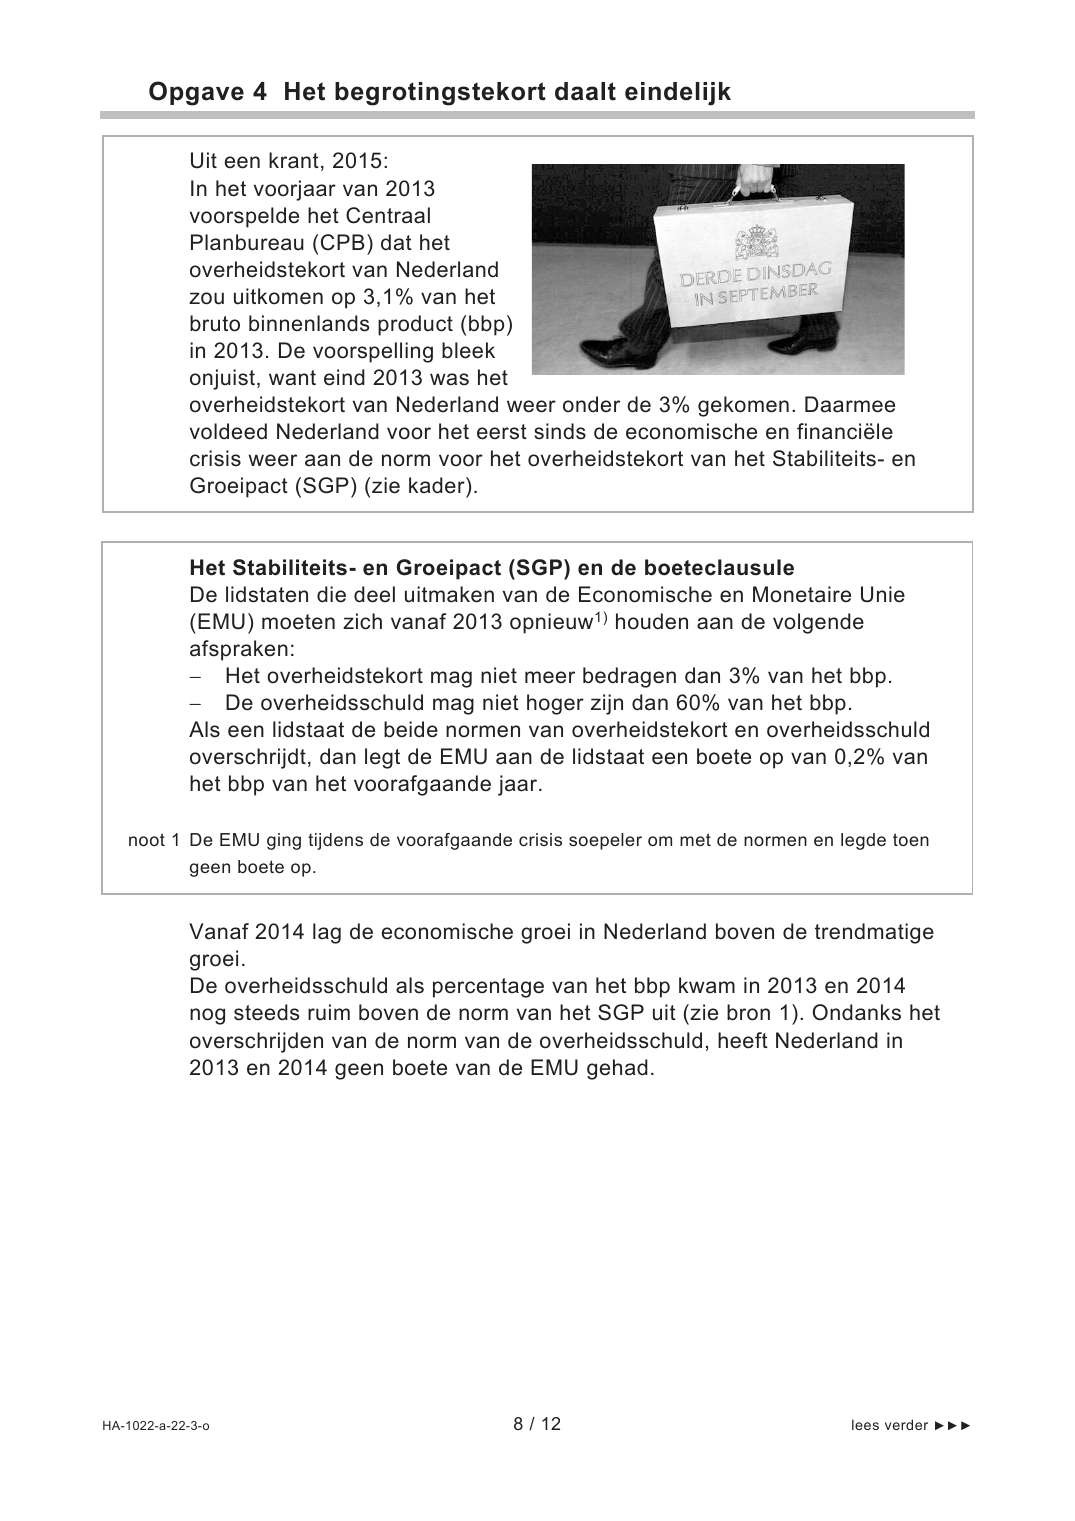 Opgave 4 Het begrotingstekort daalt eindelijk
Uit een krant, 2015:
In het voorjaar van 2013
voorspelde het Centraal
Planbureau (CPB) dat het
overheidstekort van Nederland
zou uitkomen op 3,1% van het
bruto binnenlands product (bbp)
in 2013. De voorspelling bleek
onjuist, want eind 2013 was het
DERDE DINSDAG
IN SEPTEMBER
overheidstekort van Nederland weer onder de 3% gekomen. Daarmee
voldeed Nederland voor het eerst sinds de economische en financiële
crisis weer aan de norm voor het overheidstekort van het Stabiliteits- en
Groeipact (SGP) (zie kader).
Het Stabiliteits- en Groeipact (SGP) en de boeteclausule
De lidstaten die deel uitmaken van de Economische en Monetaire Unie
(EMU) moeten zich vanaf 2013 opnieuw1) houden aan de volgende
afspraken:
– Het overheidstekort mag niet meer bedragen dan 3% van het bbp.
– De overheidsschuld mag niet hoger zijn dan 60% van het bbp.
Als een lidstaat de beide normen van overheidstekort en overheidsschuld
overschrijdt, dan legt de EMU aan de lidstaat een boete op van 0,2% van
het bbp van het voorafgaande jaar.
noot 1 De EMU ging tijdens de voorafgaande crisis soepeler om met de normen en legde toen
geen boete op.
Vanaf 2014 lag de economische groei in Nederland boven de trendmatige
groei.
De overheidsschuld als percentage van het bbp kwam in 2013 en 2014
nog steeds ruim boven de norm van het SGP uit (zie bron 1). Ondanks het
overschrijden van de norm van de overheidsschuld, heeft Nederland in
2013 en 2014 geen boete van de EMU gehad.
HA-1022-a-22-3-o
8 / 12
lees verder ►►►